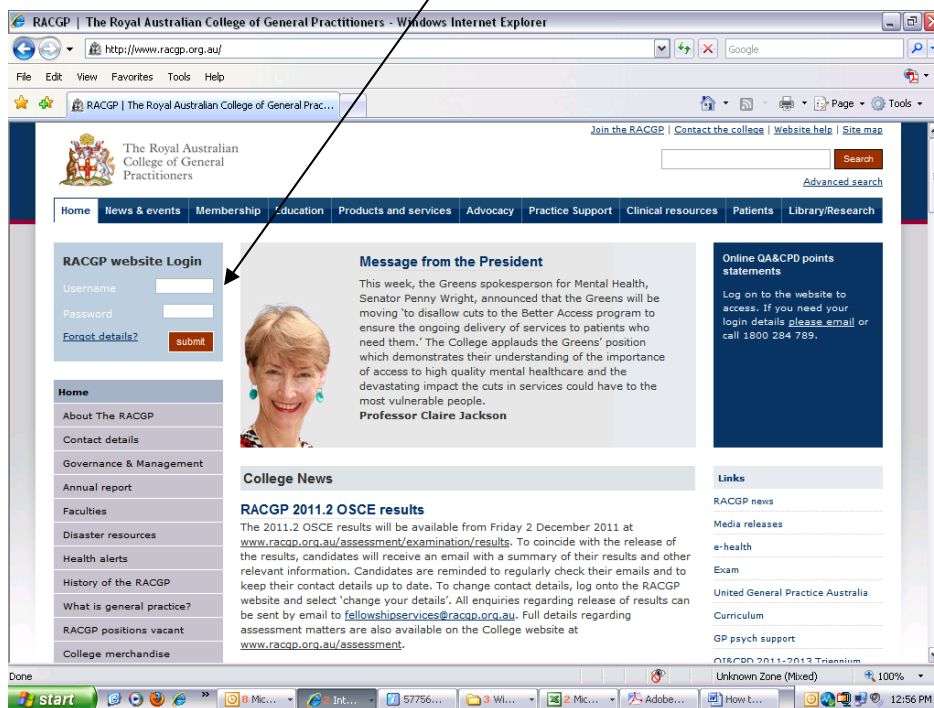 RACGP | The Royal Australian College of General Practitioners - Windows Internet Explorer
http://www.racgp.org.au/
Google
File Edit View Favorites Tools Help
RACGP | The Royal Australian College of General Prac...
Page Tools
Join the RACGP | Contact the college | Website help | Site map
The Royal Australian
College of General
Practitioners
Search
Advanced search
Home News & events Membership Education Products and services Advocacy Practice Support Clinical resources Patients Library/Research
RACGP website Login
Username
Password
Forgot details? submit
Message from the President
This week, the Greens spokesperson for Mental Health,
Senator Penny Wright, announced that the Greens will be
moving 'to disallow cuts to the Better Access program to
ensure the ongoing delivery of services to patients who
need them.' The College applauds the Greens' position
which demonstrates their understanding of the importance
of access to high quality mental healthcare and the
devastating impact the cuts in services could have to the
most vulnerable people.
Professor Claire Jackson
Online QA&CPD points
statements
Log on to the website to
access. If you need your
login details please email or
call 1800 284 789.
Home
About The RACGP
Contact details
Governance & Management
Annual report
Faculties
Disaster resources
Health alerts
History of the RACGP
What is general practice?
RACGP positions vacant
College merchandise
College News
RACGP 2011.2 OSCE results
The 2011.2 OSCE results will be available from Friday 2 December 2011 at
www.racgp.org.au/assessment/examination/results. To coincide with the release of
the results, candidates will receive an email with a summary of their results and other
relevant information. Candidates are reminded to regularly check their emails and to
keep their contact details up to date. To change contact details, log onto the RACGP
website and select 'change your details'. All enquiries regarding release of results can
be sent by email to fellowshipservices@racgp.org.au. Full details regarding
assessment matters are also available on the College website at
www.racgp.org.au/assessment.
Links
RACGP news
Media releases
e-health
Exam
United General Practice Australia
Curriculum
GP psych support
QI&CPD 2011-2013 Triennium
Done Unknown Zone (Mixed) 100%
start 8 Mic... 2 Int... 57756... 3 Wi... 2 Mic... Adobe... How t... 12:56 PM